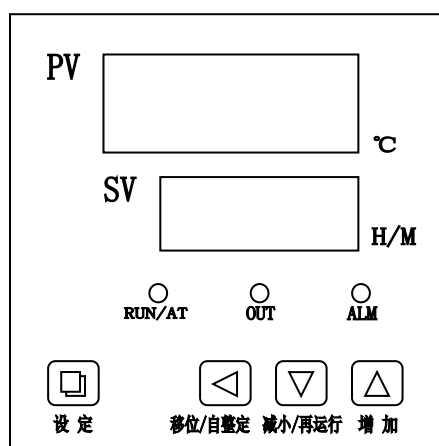 PV
℃
SV
H/M
RUN/AT OUT ALM
设定 移位/自整定 减小/再运行 增加